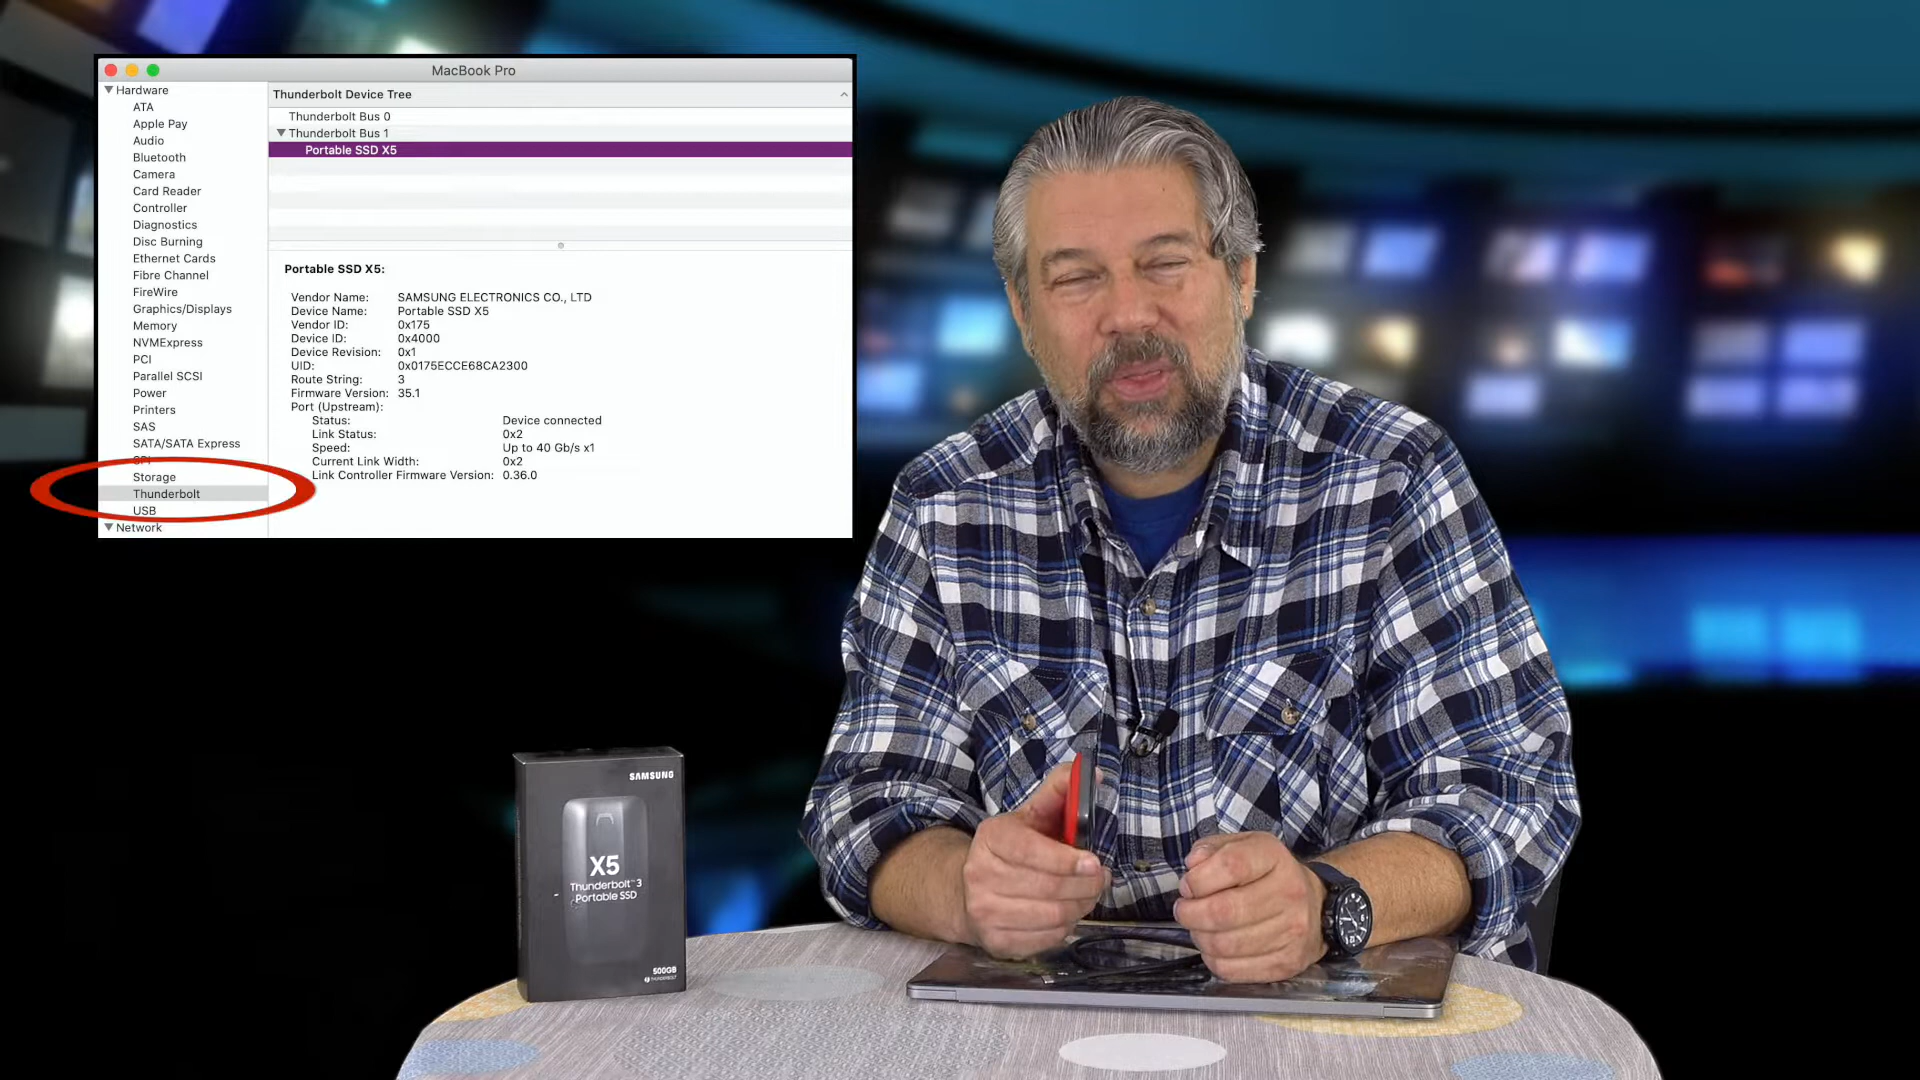 MacBook Pro
Hardware
ATA
Apple Pay
Audio
Bluetooth
Camera
Card Reader
Controller
Diagnostics
Disc Burning
Ethernet Cards
Fibre Channel
FireWire
Graphics/Displays
Memory
NVMExpress
PCI
Parallel SCSI
Power
Printers
SAS
SATA/SATA Express
SPI
Storage
Thunderbolt
USB
Network
Thunderbolt Device Tree
Thunderbolt Bus 0
Thunderbolt Bus 1
Portable SSD X5
Portable SSD X5:
Vendor Name: SAMSUNG ELECTRONICS CO., LTD
Device Name: Portable SSD X5
Vendor ID: 0x175
Device ID: 0x4000
Device Revision: 0x1
UID: 0x0175ECCE68CA2300
Route String: 3
Firmware Version: 35.1
Port (Upstream):
Status: Device connected
Link Status: 0x2
Speed: Up to 40 Gb/s x1
Current Link Width: 0x2
Link Controller Firmware Version: 0.36.0
SAMSUNG
X5
Thunderbolt™ 3
Portable SSD
500GB
THUNDERBOLT